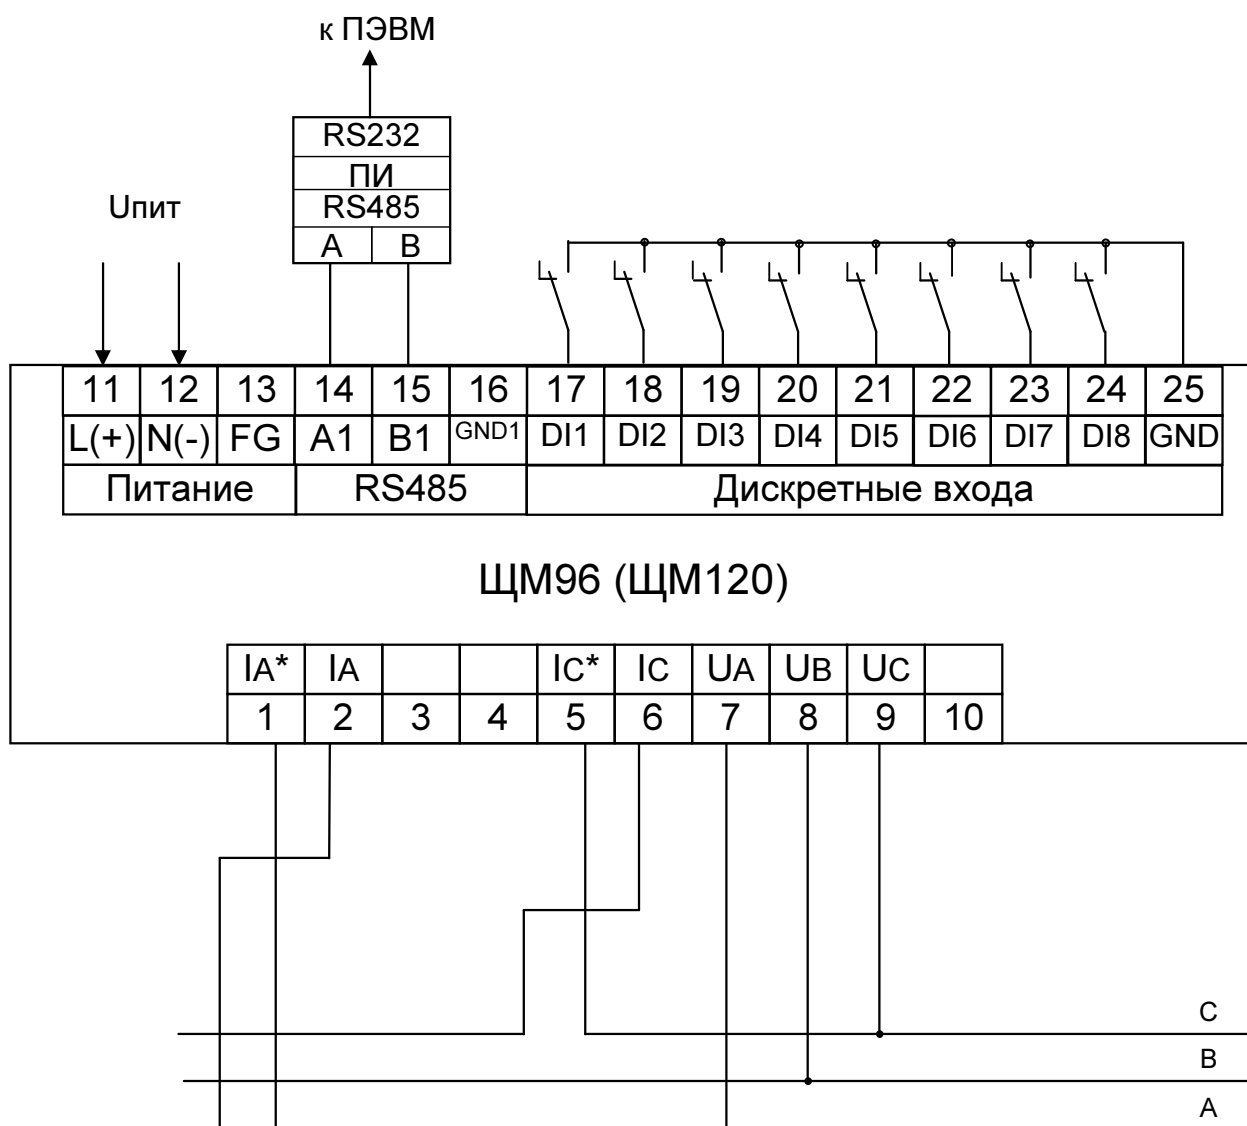 к ПЭВМ
RS232
ПИ
RS485
A B
Uпит
11 12 13 14 15 16 17 18 19 20 21 22 23 24 25
L(+) N(-) FG A1 B1 GND1 DI1 DI2 DI3 DI4 DI5 DI6 DI7 DI8 GND
Питание RS485 Дискретные входа
ЩМ96 (ЩМ120)
IA* IA IC* IC UA UB UC
1 2 3 4 5 6 7 8 9 10
C
B
A